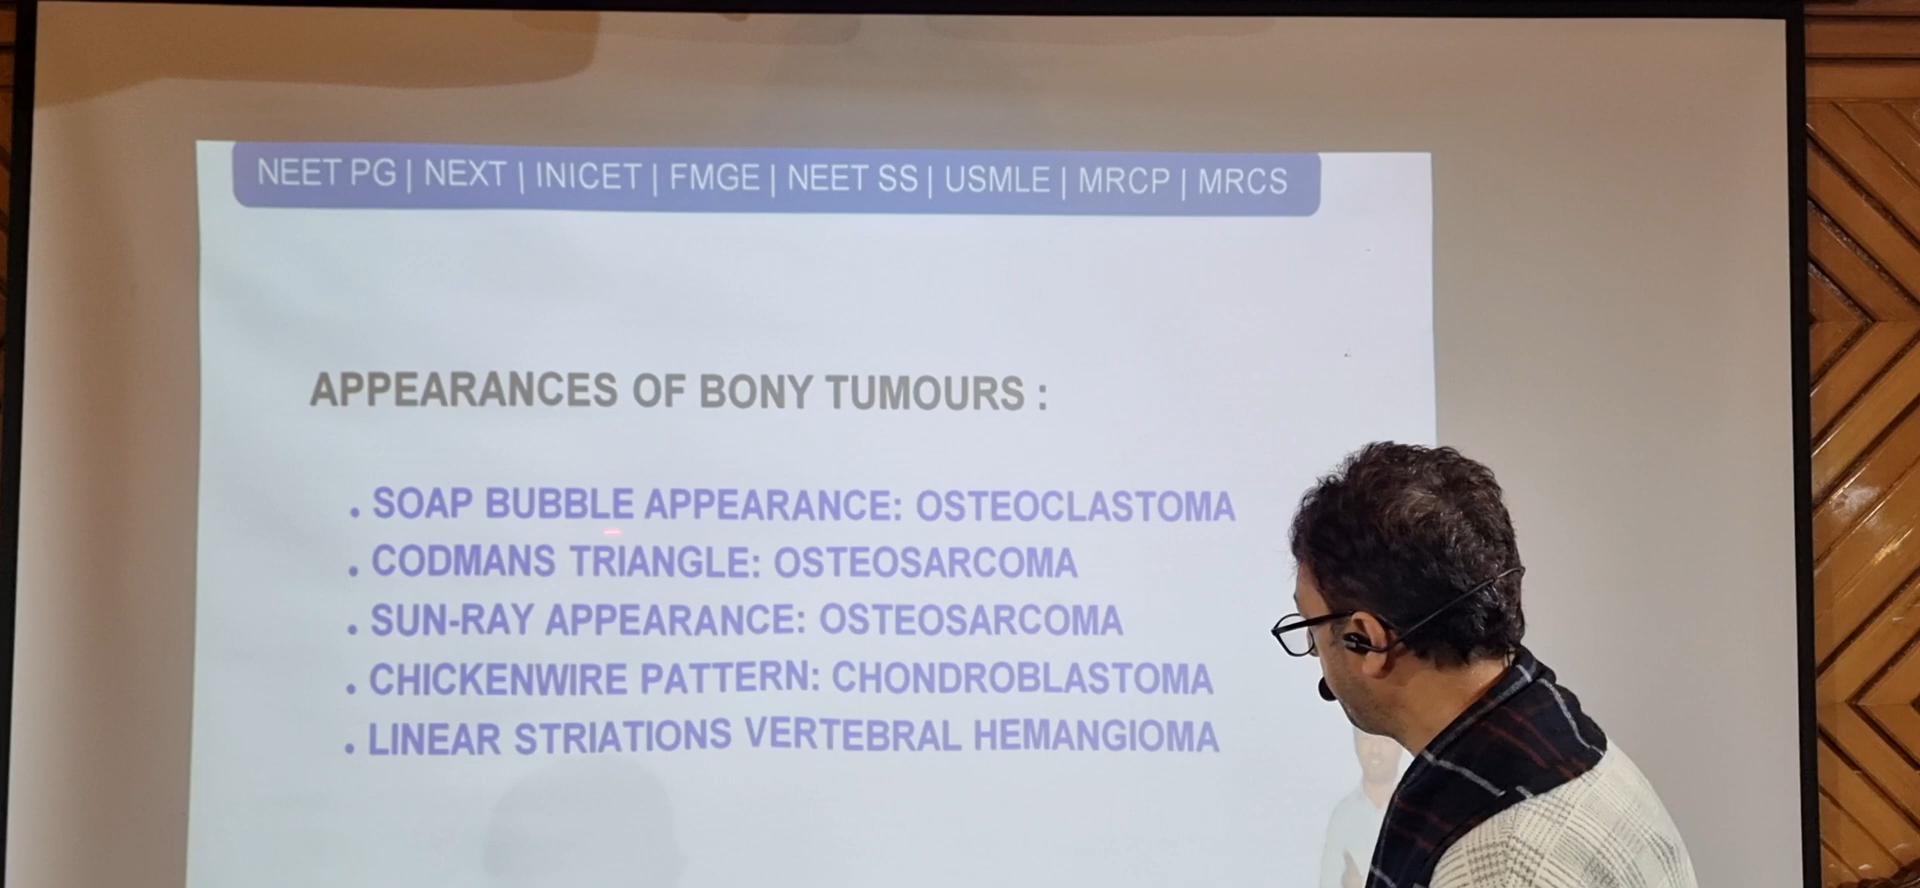 NEET PG | NEXT | INICET | FMGE | NEET SS | USMLE | MRCP | MRCS
APPEARANCES OF BONY TUMOURS :
. SOAP BUBBLE APPEARANCE: OSTEOCLASTOMA
. CODMANS TRIANGLE: OSTEOSARCOMA
. SUN-RAY APPEARANCE: OSTEOSARCOMA
. CHICKENWIRE PATTERN: CHONDROBLASTOMA
. LINEAR STRIATIONS VERTEBRAL HEMANGIOMA